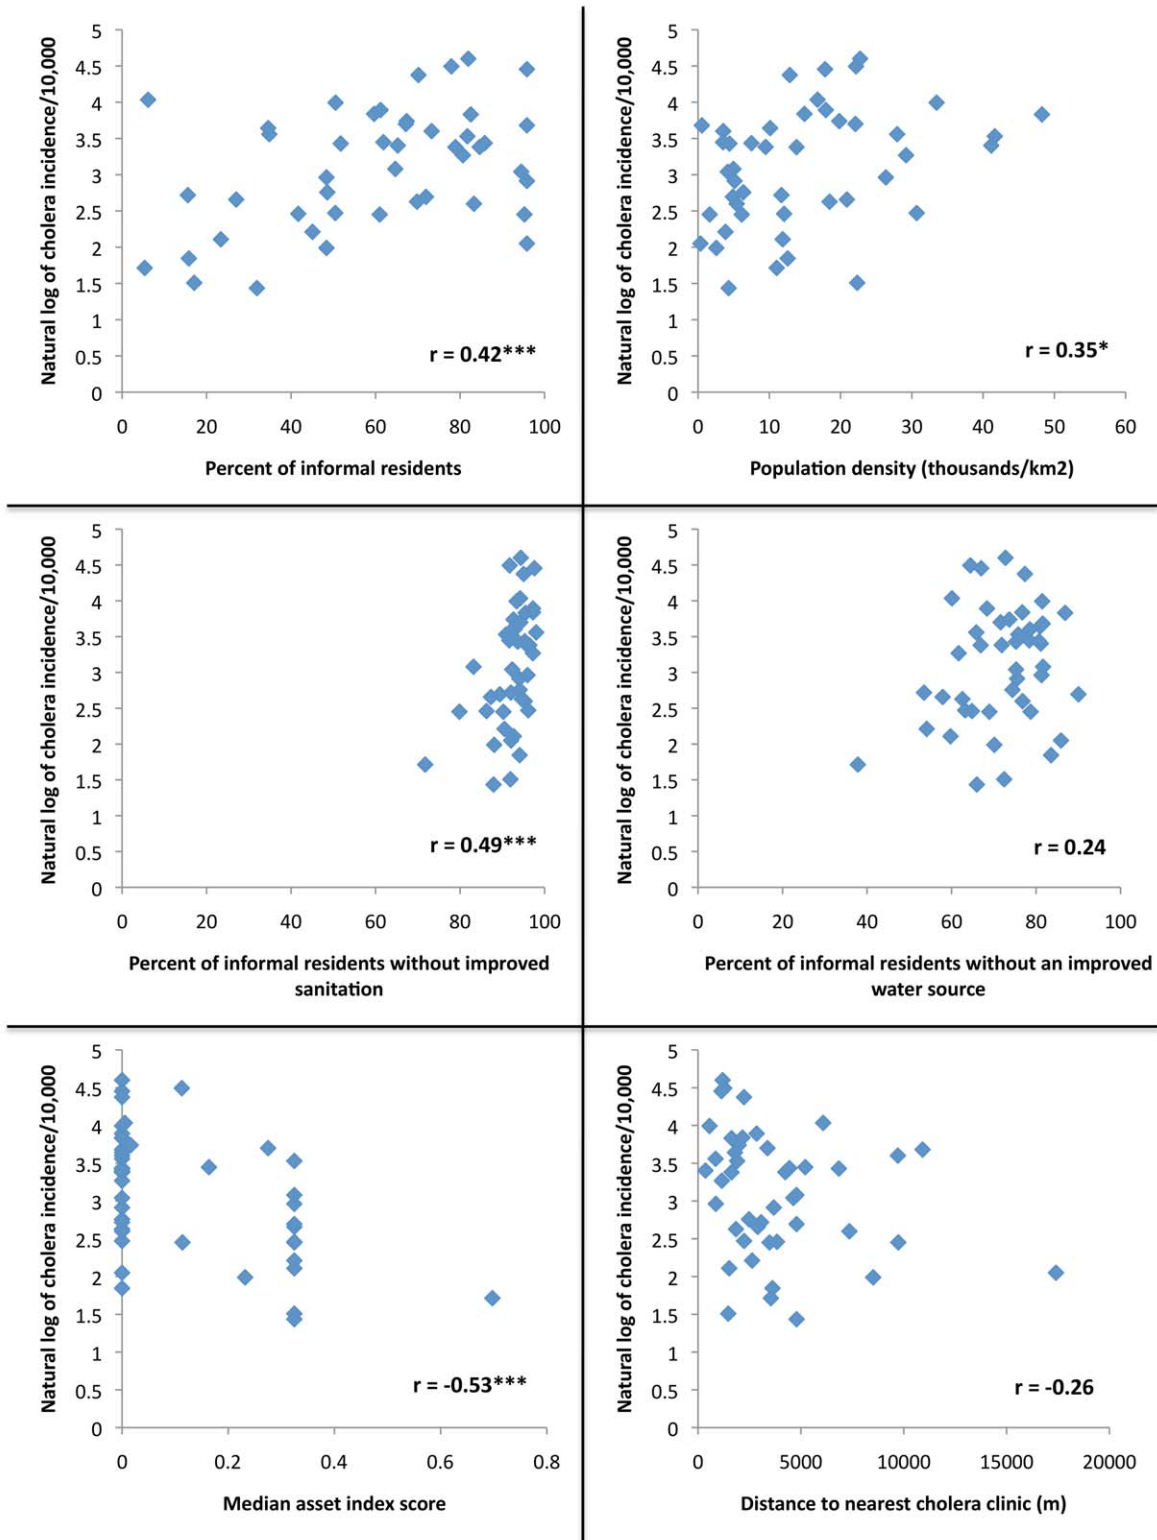 Natural log of cholera incidence/10,000
5
4.5
4
3.5
3
2.5
2
1.5
1
0.5
0
r = 0.42***
0 20 40 60 80 100
Percent of informal residents
Natural log of cholera incidence/10,000
5
4.5
4
3.5
3
2.5
2
1.5
1
0.5
0
r = 0.35*
0 10 20 30 40 50 60
Population density (thousands/km2)
Natural log of cholera incidence/10,000
5
4.5
4
3.5
3
2.5
2
1.5
1
0.5
0
r = 0.49***
0 20 40 60 80 100
Percent of informal residents without improved
sanitation
Natural log of cholera incidence/10,000
5
4.5
4
3.5
3
2.5
2
1.5
1
0.5
0
r = 0.24
0 20 40 60 80 100
Percent of informal residents without an improved
water source
Natural log of cholera incidence/10,000
5
4.5
4
3.5
3
2.5
2
1.5
1
0.5
0
r = -0.53***
0 0.2 0.4 0.6 0.8
Median asset index score
Natural log of cholera incidence/10,000
5
4.5
4
3.5
3
2.5
2
1.5
1
0.5
0
r = -0.26
0 5000 10000 15000 20000
Distance to nearest cholera clinic (m)